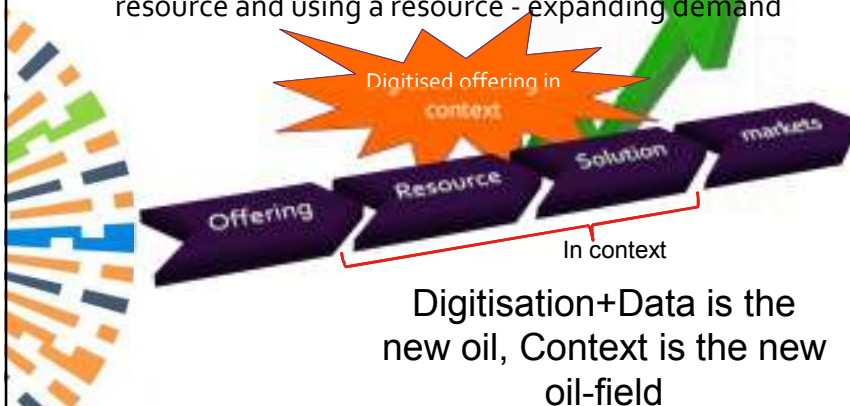 resource and using a resource - expanding demand
Digitised offering in
context
Offering
Resource
Solution
markets
In context
Digitisation+Data is the
new oil, Context is the new
oil-field